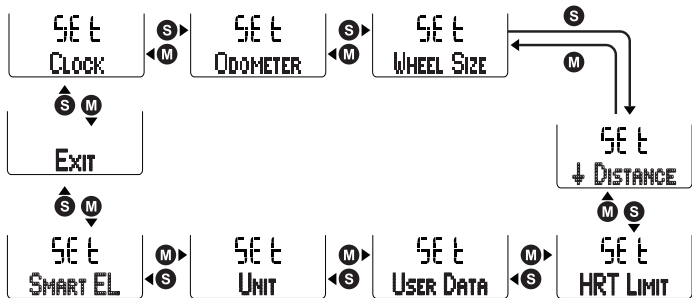 SEt SEt SEt S
S S
CLOCK M ODOMETER M WHEEL SIZE M
S M
EXIT SEt
↓ DISTANCE
S M M S
SEt M SEt M SEt M SEt
SMART EL S UNIT S USER DATA S HRT LIMIT